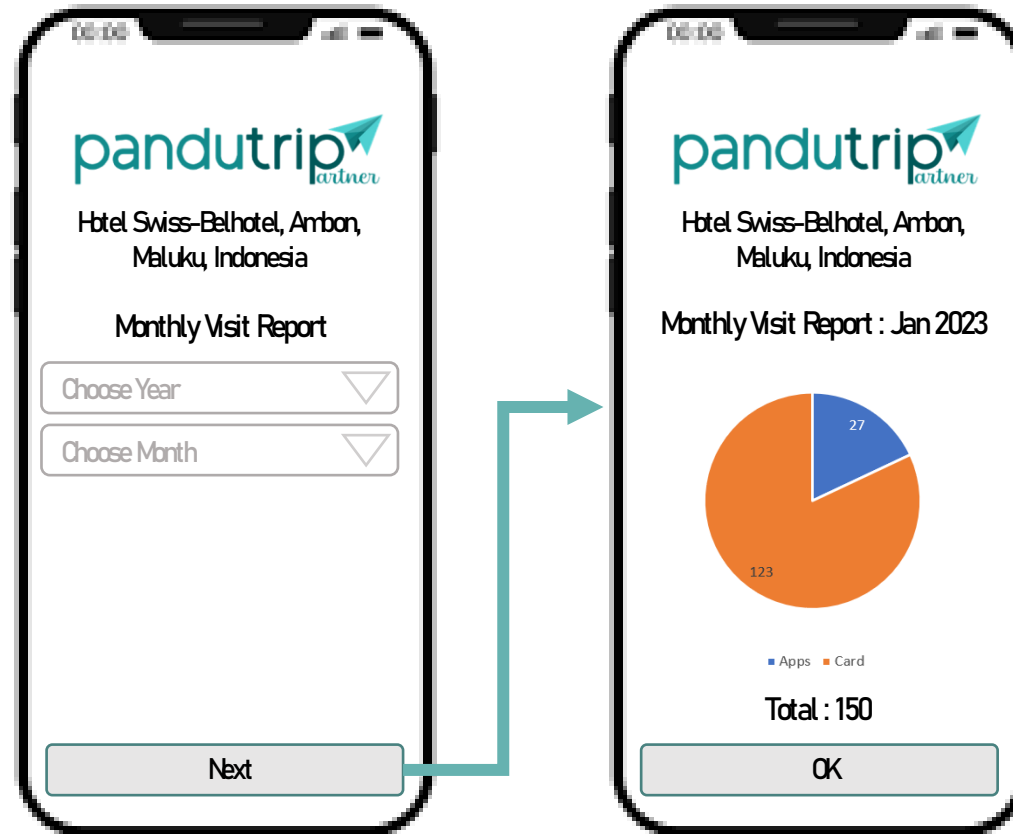 00:00
pandutrip
artner
Hotel Swiss-Belhotel, Ambon,
Maluku, Indonesia
Monthly Visit Report
Choose Year
Choose Month
Next
00:00
pandutrip
artner
Hotel Swiss-Belhotel, Ambon,
Maluku, Indonesia
Monthly Visit Report : Jan 2023
27
123
Apps Card
Total : 150
OK